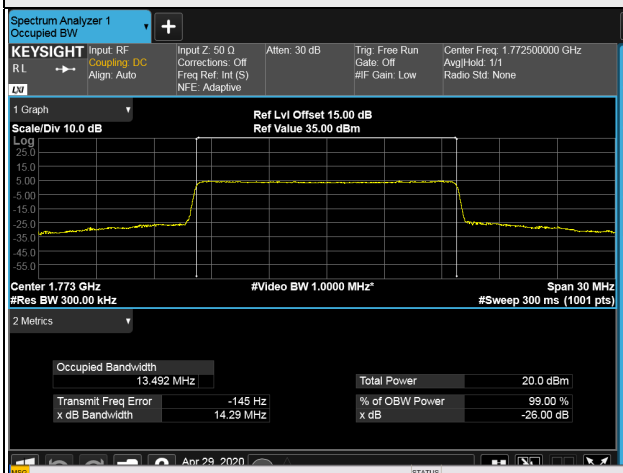 Spectrum Analyzer 1
Occupied BW
+
KEYSIGHT Input: RF Input Z: 50 Ω Atten: 30 dB Trig: Free Run Center Freq: 1.772500000 GHz
RL Coupling: DC Corrections: Off Gate: Off Avg|Hold: 1/1
Align: Auto Freq Ref: Int (S) #IF Gain: Low Radio Std: None
LXI NFE: Adaptive
1 Graph Ref Lvl Offset 15.00 dB
Scale/Div 10.0 dB Ref Value 35.00 dBm
Log
25.0
15.0
5.00
-5.00
-15.0
-25.0
-35.0
-45.0
-55.0
Center 1.773 GHz #Video BW 1.0000 MHz* Span 30 MHz
#Res BW 300.00 kHz #Sweep 300 ms (1001 pts)
2 Metrics
Occupied Bandwidth
13.492 MHz Total Power 20.0 dBm
Transmit Freq Error -145 Hz % of OBW Power 99.00 %
x dB Bandwidth 14.29 MHz x dB -26.00 dB
Apr 29, 2020
MSG STATUS